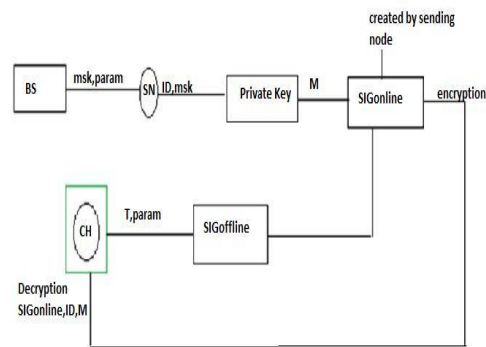 created by sending
node
BS
msk,param
SN
ID,msk
Private Key
M
SIGonline
encryption
CH
T,param
SIGoffline
Decryption
SIGonline,ID,M